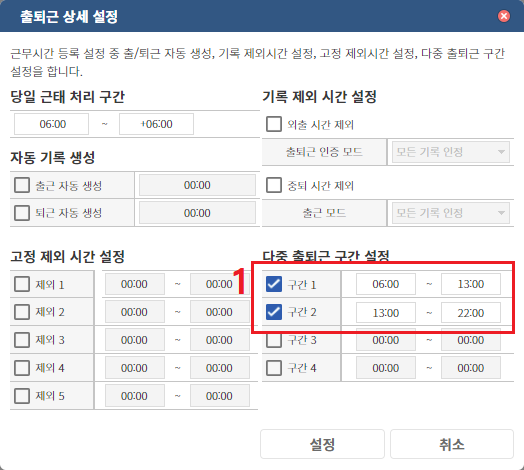 출퇴근 상세 설정
근무시간 등록 설정 중 출/퇴근 자동 생성, 기록 제외시간 설정, 고정 제외시간 설정, 다중 출퇴근 구간
설정을 합니다.
당일 근태 처리 구간
06:00 ~ +06:00
자동 기록 생성
출근 자동 생성 00:00
퇴근 자동 생성 00:00
기록 제외 시간 설정
외출 시간 제외
출퇴근 인증 모드 모든 기록 인정
중퇴 시간 제외
출근 모드 모든 기록 인정
고정 제외 시간 설정
제외 1 00:00 ~ 00:00
제외 2 00:00 ~ 00:00
제외 3 00:00 ~ 00:00
제외 4 00:00 ~ 00:00
제외 5 00:00 ~ 00:00
다중 출퇴근 구간 설정
1
구간 1 06:00 ~ 13:00
구간 2 13:00 ~ 22:00
구간 3 00:00 ~ 00:00
구간 4 00:00 ~ 00:00
설정 취소